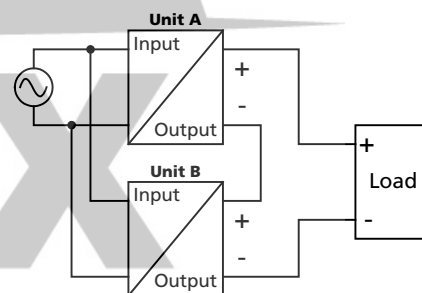 Unit A
Input
+
-
Output
+
Load
-
Unit B
Input
+
-
Output